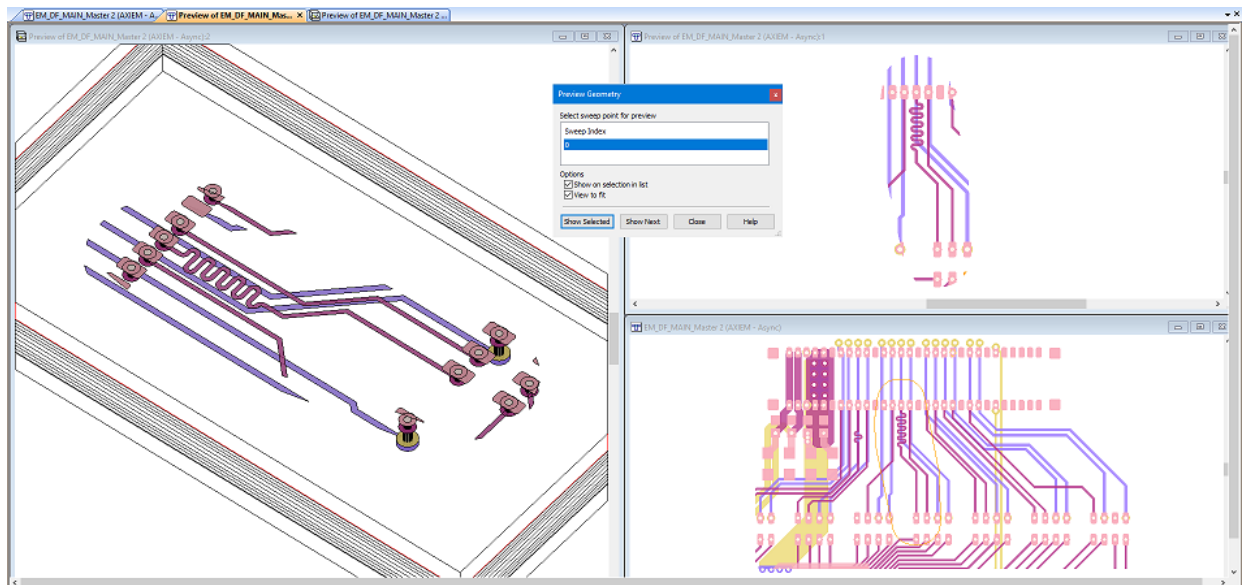 EM_DF_MAIN_Master 2 (AXIEM - A...
Preview of EM_DF_MAIN_Mas...
Preview of EM_DF_MAIN_Master 2 ...
Preview of EM_DF_MAIN_Master 2 (AXIEM - Async):2
Preview of EM_DF_MAIN_Master 2 (AXIEM - Async):1
Preview Geometry
Select sweep point for preview
Sweep Index
0
Options
Show on selection in list
View to fit
Show Selected
Show Next
Close
Help
EM_DF_MAIN_Master 2 (AXIEM - Async)